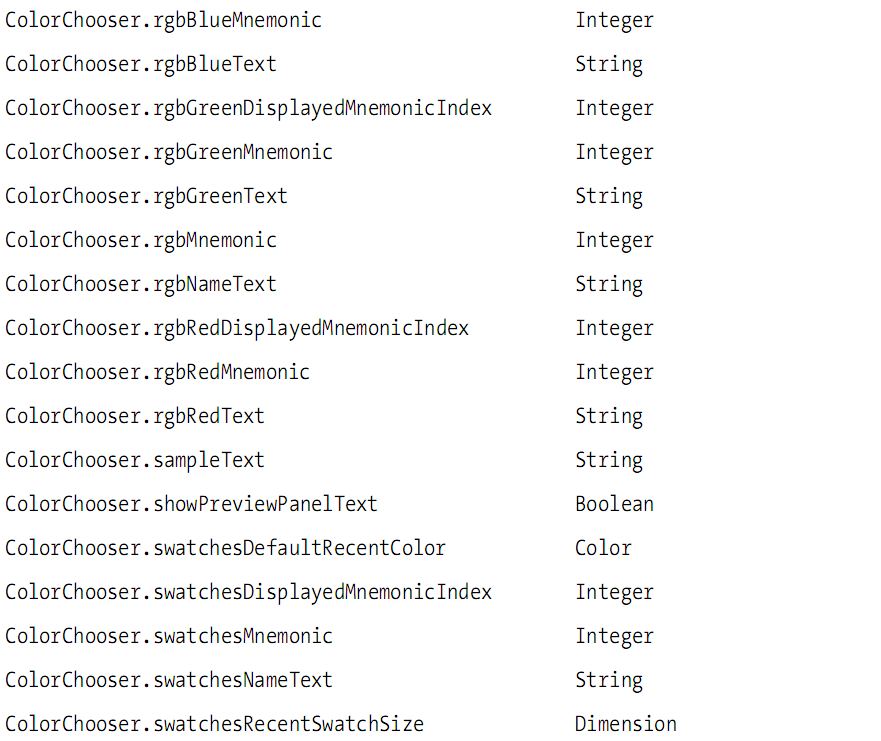 ColorChooser.rgbBlueMnemonic Integer
ColorChooser.rgbBlueText String
ColorChooser.rgbGreenDisplayedMnemonicIndex Integer
ColorChooser.rgbGreenMnemonic Integer
ColorChooser.rgbGreenText String
ColorChooser.rgbMnemonic Integer
ColorChooser.rgbNameText String
ColorChooser.rgbRedDisplayedMnemonicIndex Integer
ColorChooser.rgbRedMnemonic Integer
ColorChooser.rgbRedText String
ColorChooser.sampleText String
ColorChooser.showPreviewPanelText Boolean
ColorChooser.swatchesDefaultRecentColor Color
ColorChooser.swatchesDisplayedMnemonicIndex Integer
ColorChooser.swatchesMnemonic Integer
ColorChooser.swatchesNameText String
ColorChooser.swatchesRecentSwatchSize Dimension